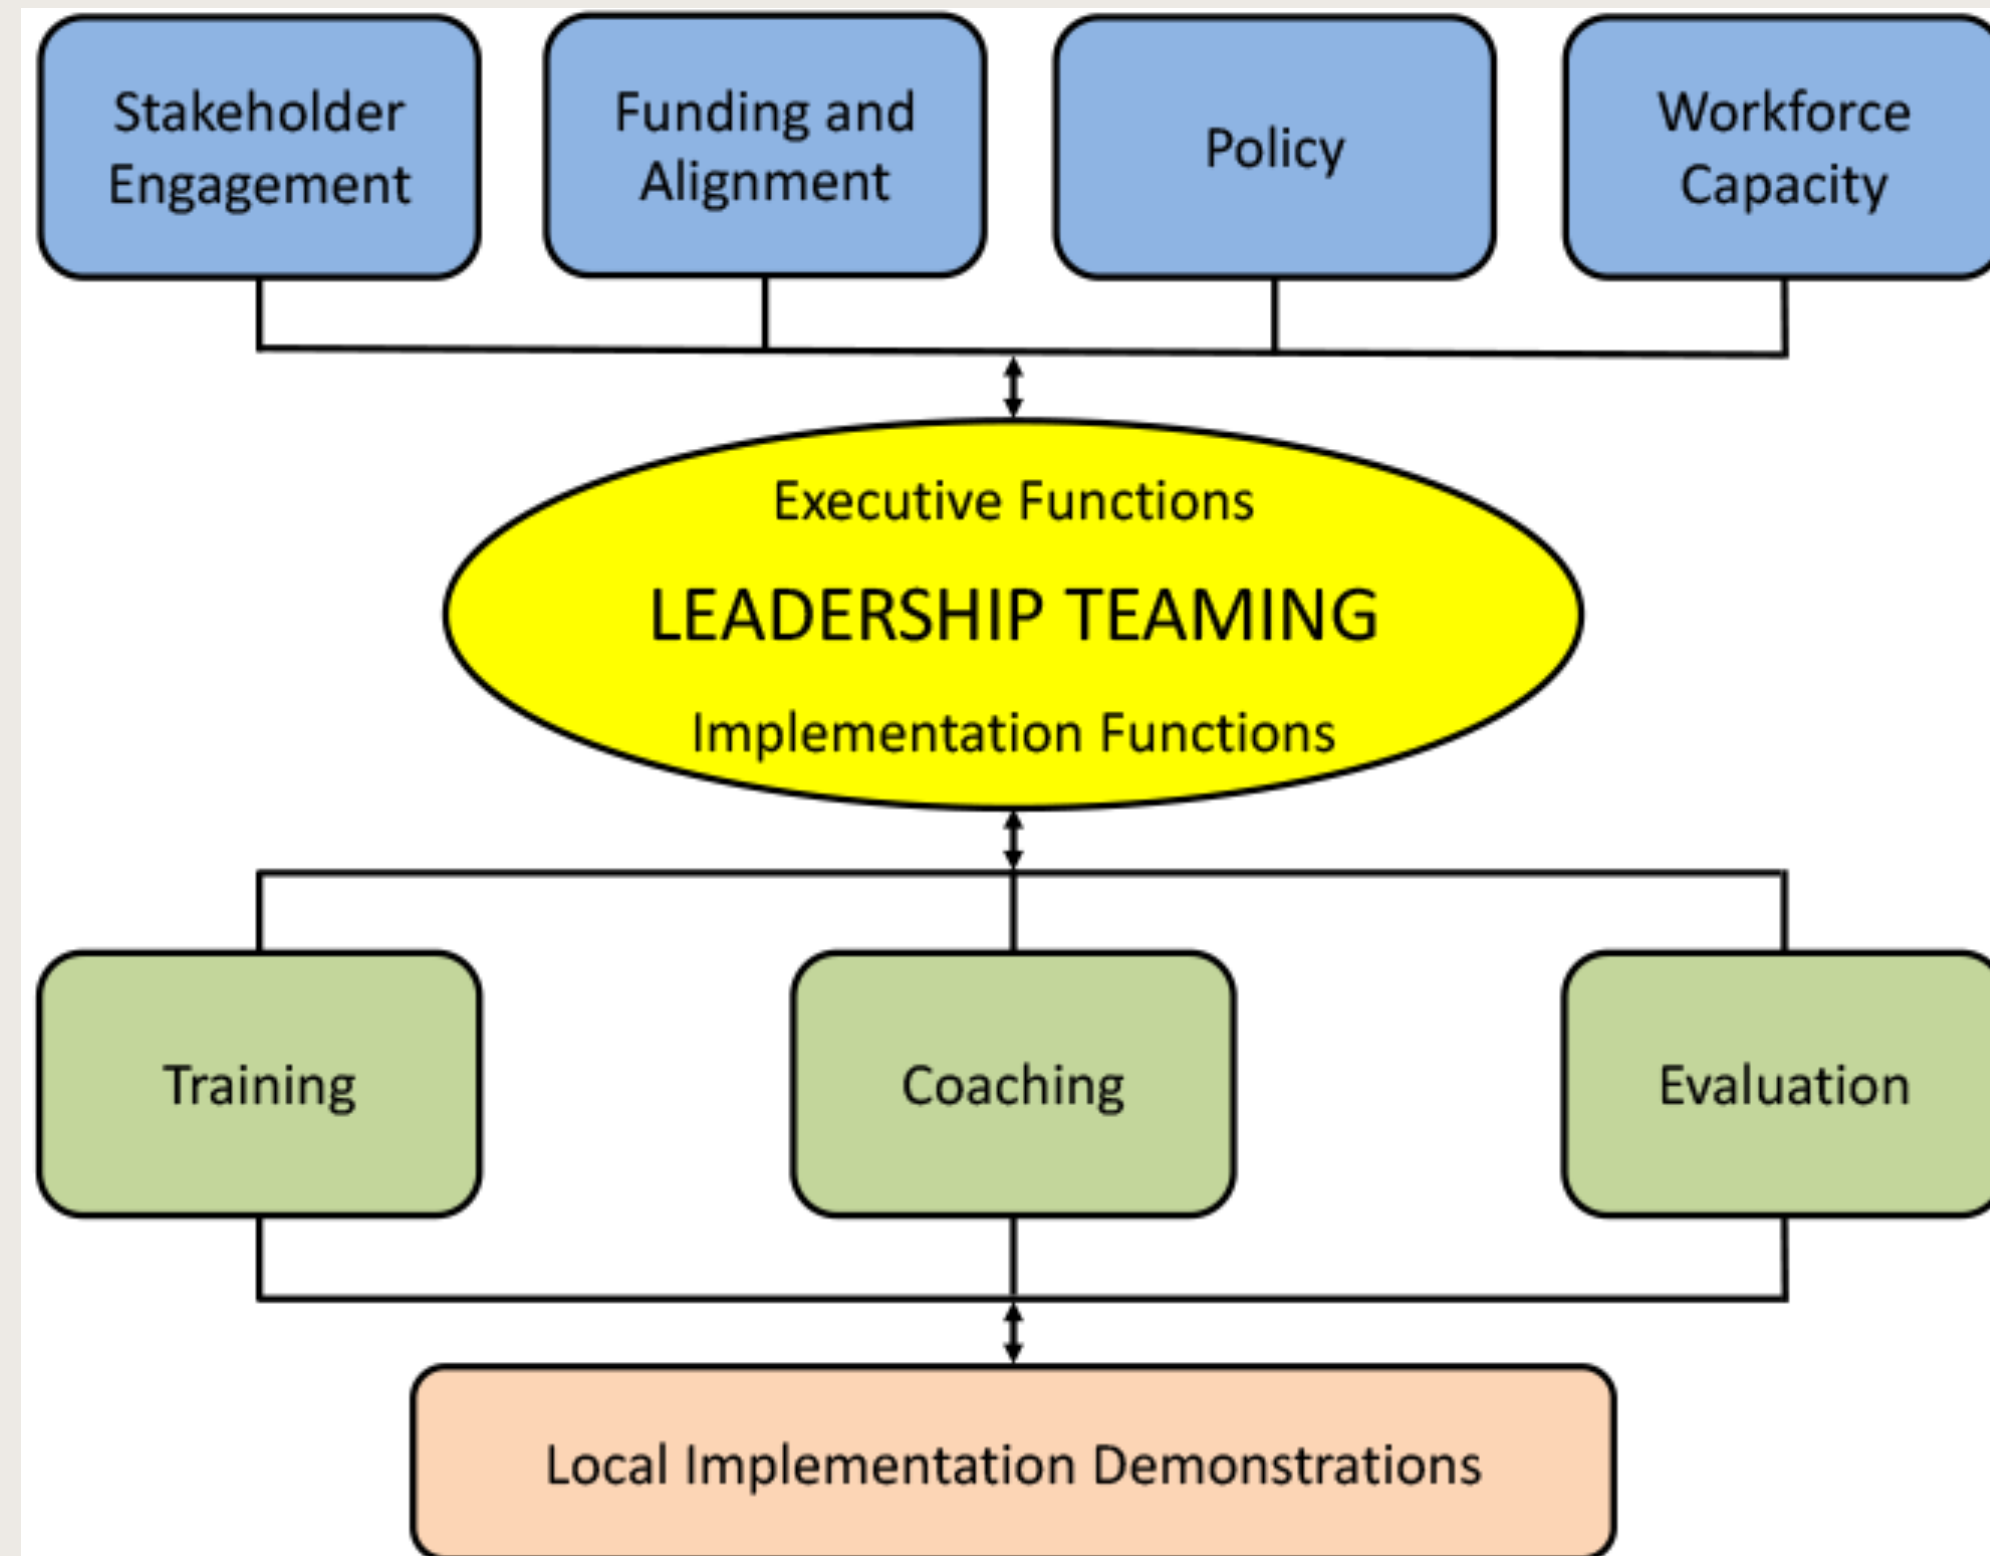 Stakeholder
Engagement
Funding and
Alignment
Policy
Workforce
Capacity
Executive Functions
LEADERSHIP TEAMING
Implementation Functions
Training
Coaching
Evaluation
Local Implementation Demonstrations